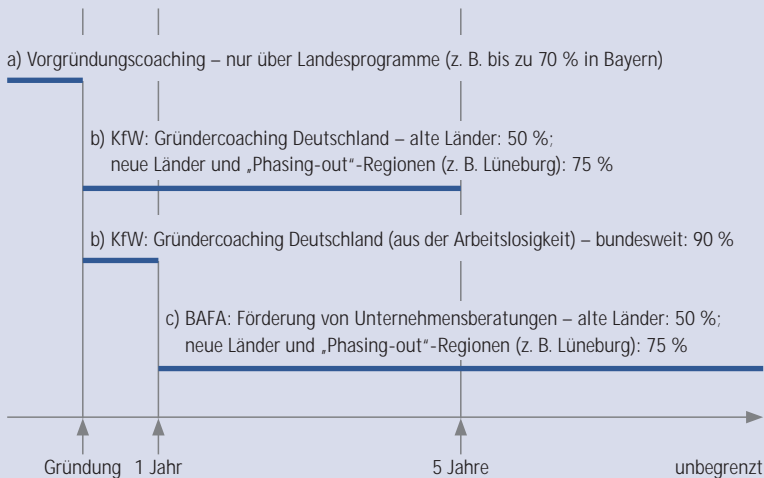 a) Vorgründungscoaching – nur über Landesprogramme (z. B. bis zu 70 % in Bayern)
b) KfW: Gründercoaching Deutschland – alte Länder: 50 %;
neue Länder und „Phasing-out“-Regionen (z. B. Lüneburg): 75 %
b) KfW: Gründercoaching Deutschland (aus der Arbeitslosigkeit) – bundesweit: 90 %
c) BAFA: Förderung von Unternehmensberatungen – alte Länder: 50 %;
neue Länder und „Phasing-out“-Regionen (z. B. Lüneburg): 75 %
Gründung 1 Jahr 5 Jahre unbegrenzt